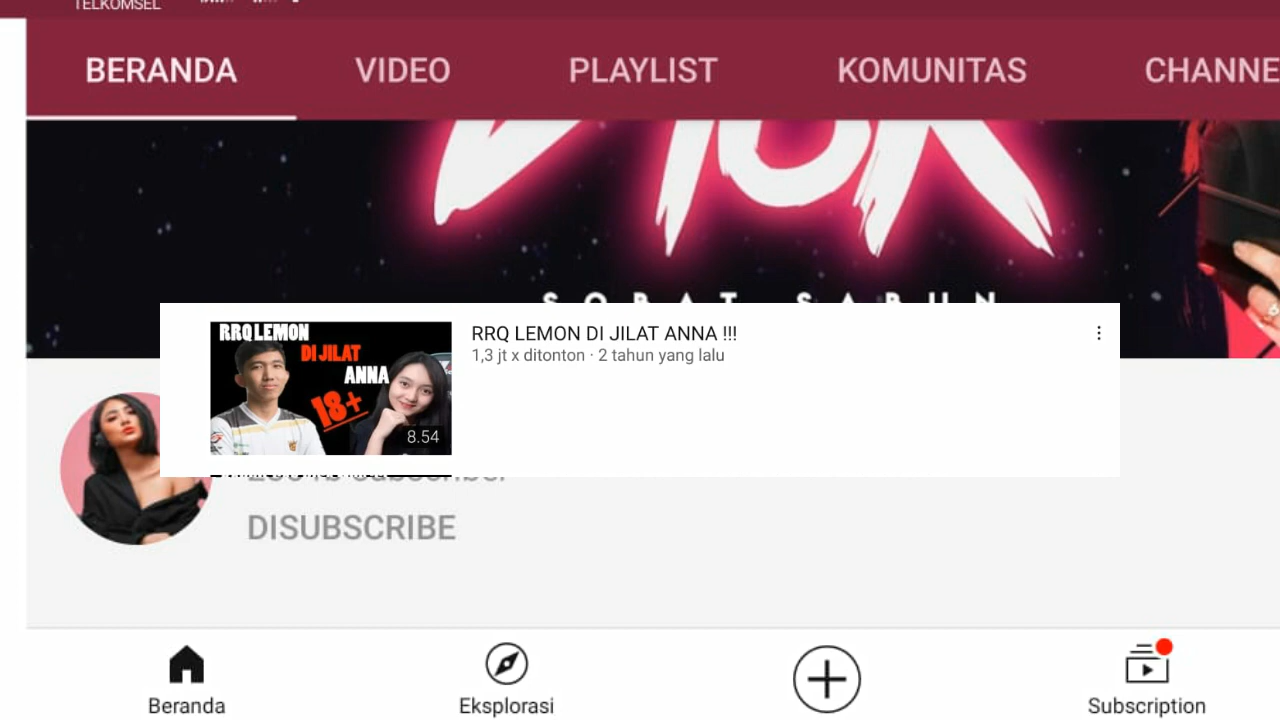 TELKOMSEL
BERANDA
VIDEO
PLAYLIST
KOMUNITAS
CHANNE
SOBAT SABUN
RRQ LEMON
DI JILAT
ANNA
18+
8.54
RRQ LEMON DI JILAT ANNA !!!
1,3 jt x ditonton · 2 tahun yang lalu
DISUBSCRIBE
Beranda
Eksplorasi
Subscription